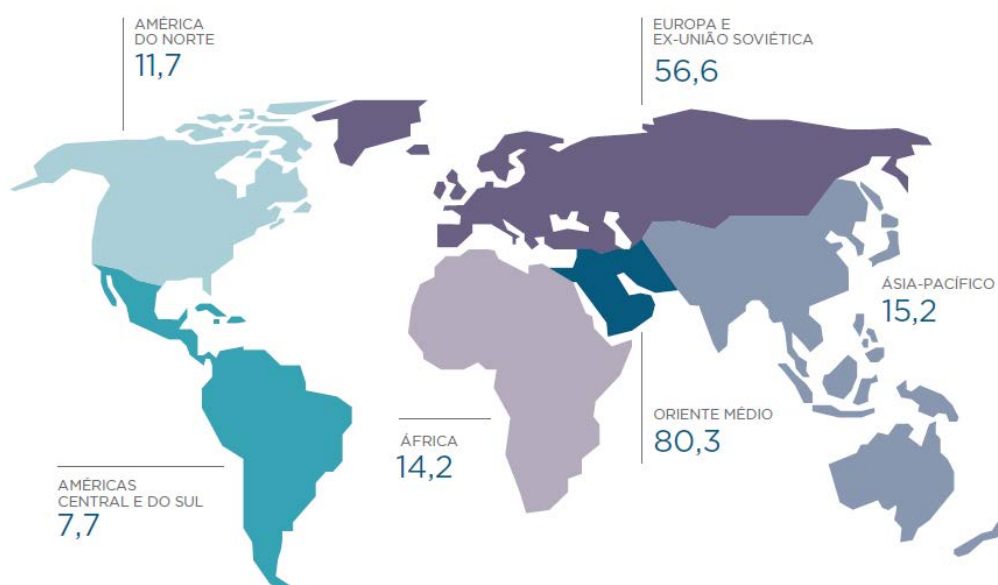 AMÉRICA
DO NORTE
11,7
EUROPA E
EX-UNIÃO SOVIÉTICA
56,6
ÁSIA-PACÍFICO
15,2
ORIENTE MÉDIO
80,3
ÁFRICA
14,2
AMÉRICAS
CENTRAL E DO SUL
7,7